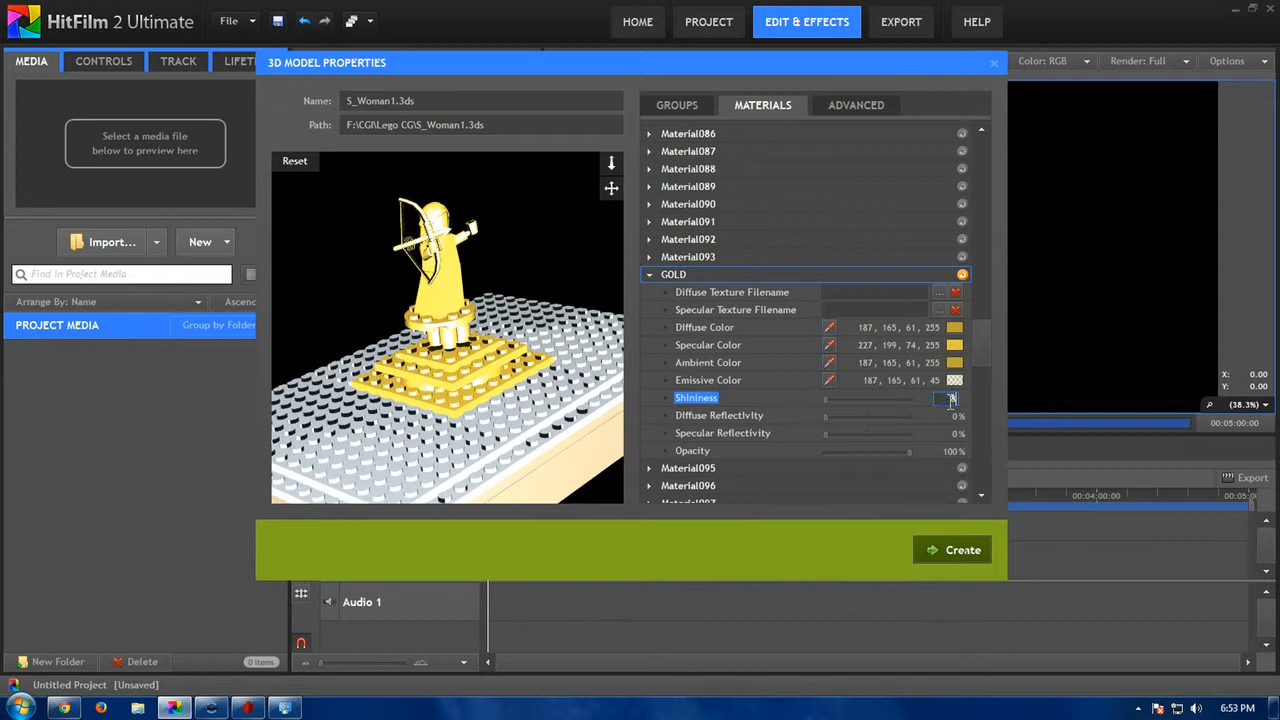 HitFilm 2 Ultimate
File
HOME
PROJECT
EDIT & EFFECTS
EXPORT
HELP
MEDIA
CONTROLS
TRACK
3D MODEL PROPERTIES
Color: RGB
Render: Full
Options
Select a media file
below to preview here
Name:
S_Woman1.3ds
Path:
F:\CGI\Lego CG\S_Woman1.3ds
Reset
GROUPS
MATERIALS
ADVANCED
Material086
Material087
Material088
Material089
Material090
Material091
Material092
Material093
GOLD
Diffuse Texture Filename
...
Specular Texture Filename
...
Diffuse Color
187, 165, 61, 255
Specular Color
227, 199, 74, 255
Ambient Color
187, 165, 61, 255
Emissive Color
187, 165, 61, 45
Shininess
Diffuse Reflectivity
0%
Specular Reflectivity
0%
Opacity
100%
Material095
Material096
Import...
New
Find in Project Media
Arrange By: Name
PROJECT MEDIA
Group by Folder
X: 0.00
Y: 0.00
(38.3%)
00:05:00:00
Export
00:04:00:00
Create
Audio 1
New Folder
Delete
0 items
Untitled Project
[Unsaved]
6:53 PM